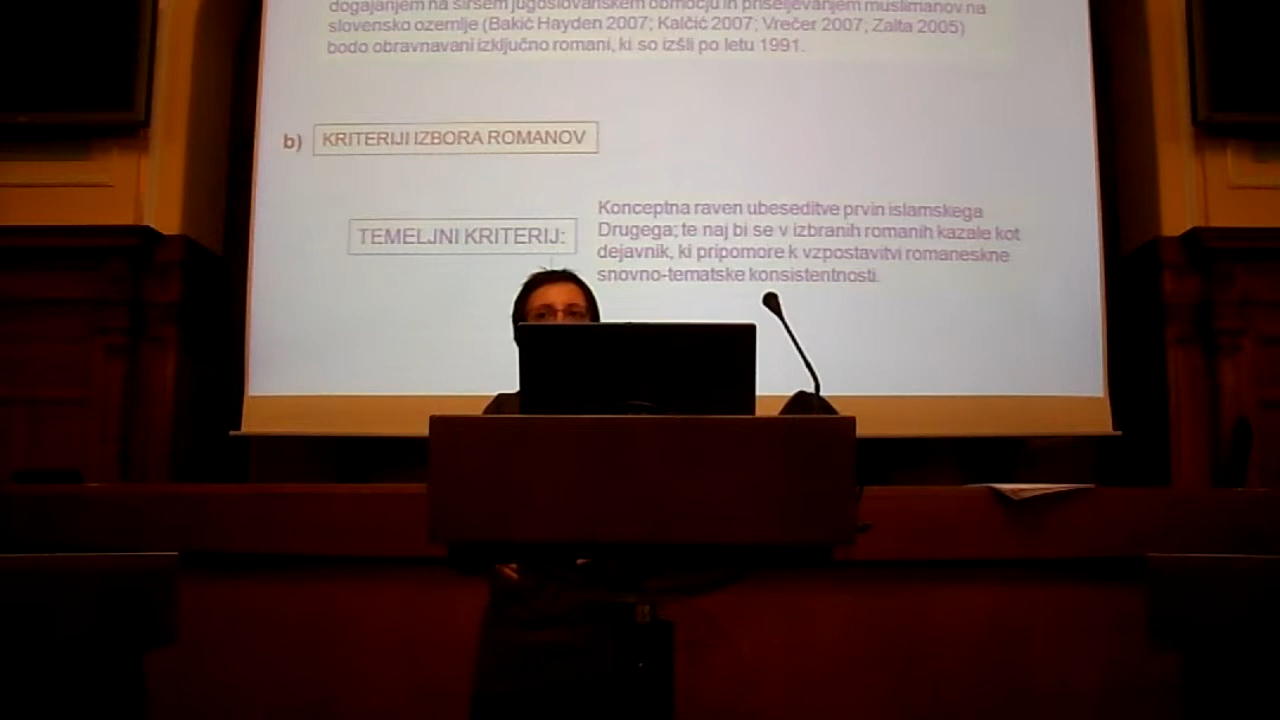 dogajanjem na širšem jugoslovanskem območju in priseljevanjem muslimanov na
slovensko ozemlje (Bakić Hayden 2007; Kalčić 2007; Vrečer 2007; Zalta 2005)
bodo obravnavani izključno romani, ki so izšli po letu 1991.
b) KRITERIJI IZBORA ROMANOV
TEMELJNI KRITERIJ:
Konceptna raven ubeseditve prvin islamskega
Drugega; te naj bi se v izbranih romanih kazale kot
dejavnik, ki pripomore k vzpostavitvi romaneskne
snovno-tematske konsistentnosti.